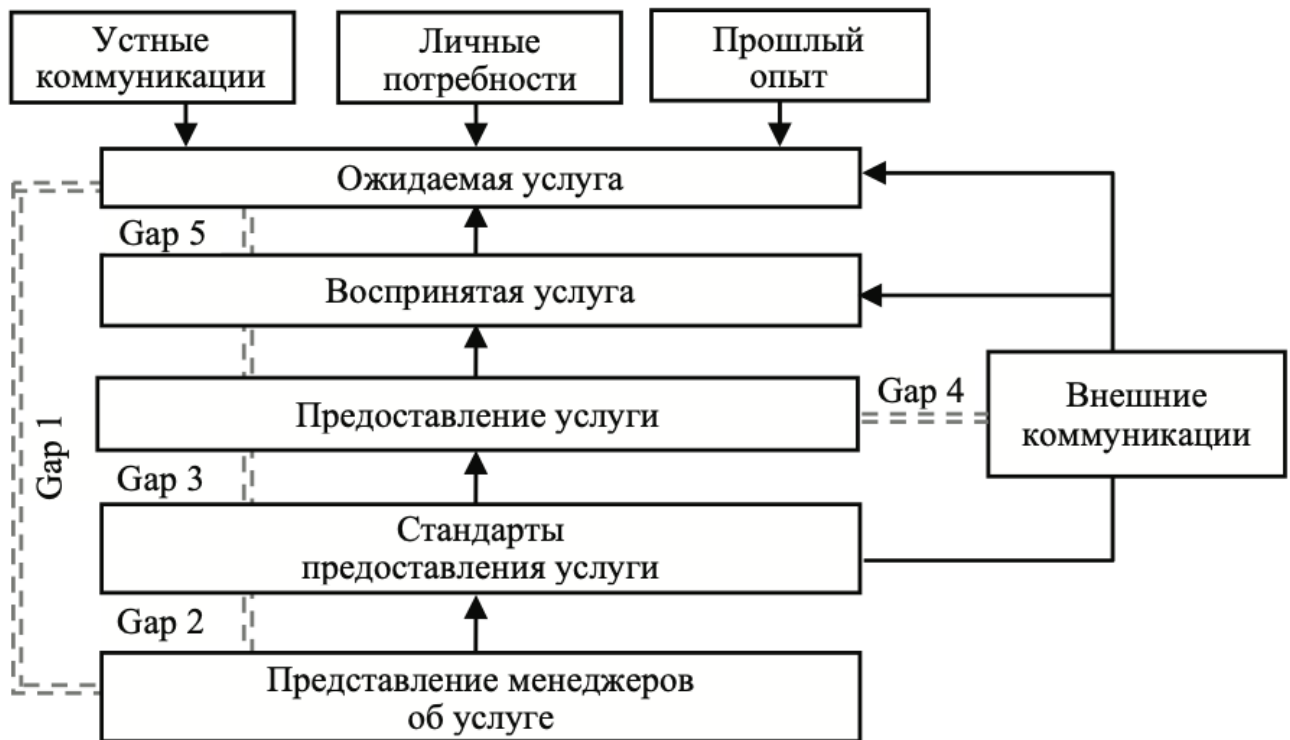 Устные
коммуникации
Личные
потребности
Прошлый
опыт
Ожидаемая услуга
Gap 5
Воспринятая услуга
Предоставление услуги
Gap 4
Внешние
коммуникации
Gap 1
Gap 3
Стандарты
предоставления услуги
Gap 2
Представление менеджеров
об услуге